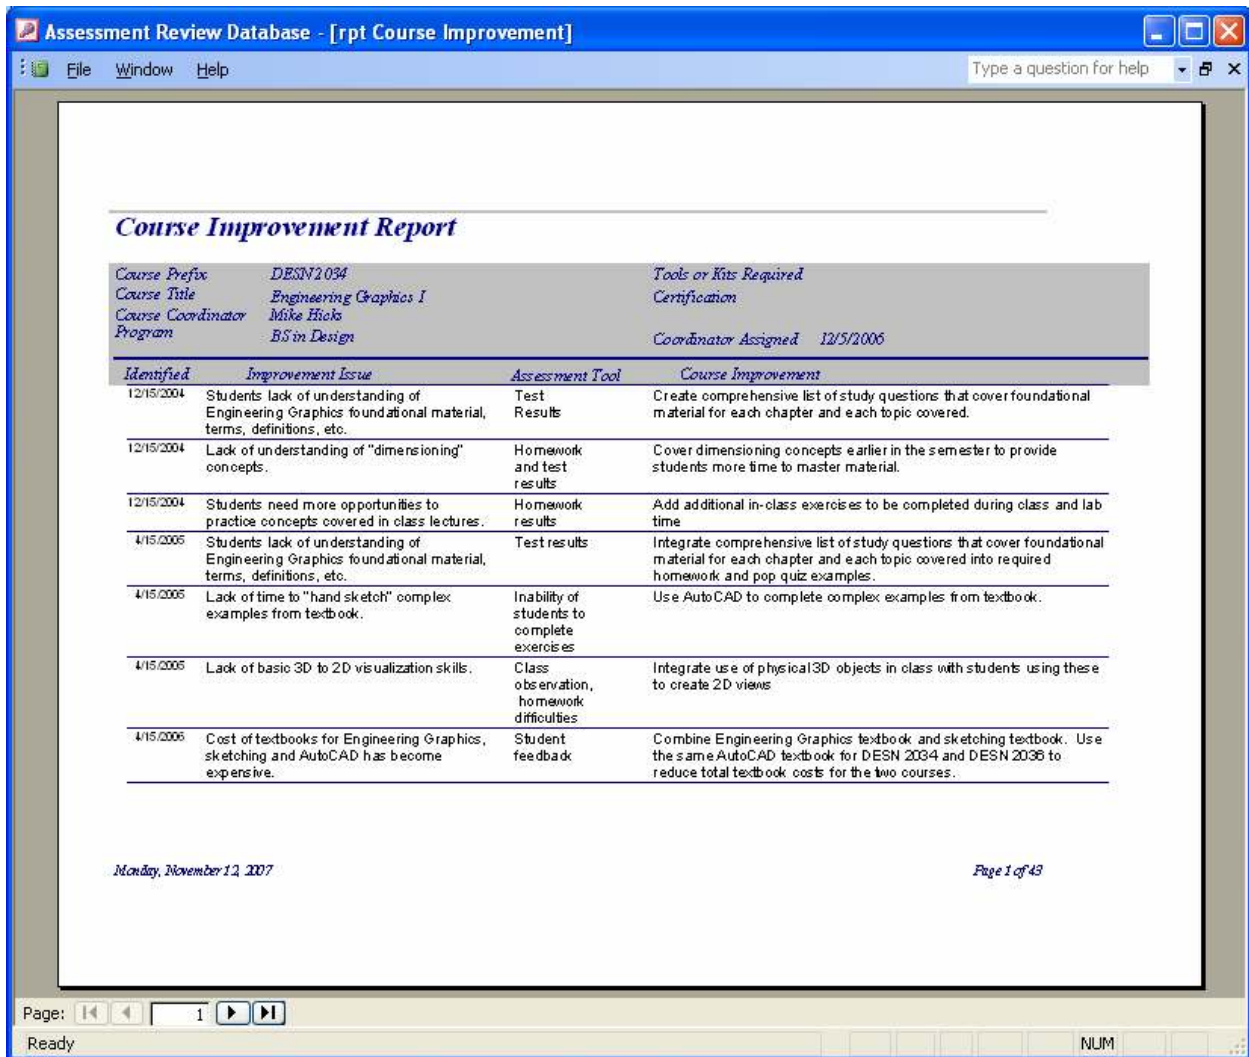 Assessment Review Database - [rpt Course Improvement]
File Window Help Type a question for help
Course Improvement Report
Course Prefix DESN2034 Tools or Kits Required
Course Title Engineering Graphics I Certification
Course Coordinator Mike Hicks
Program BS in Design Coordinator Assigned 12/5/2006
Identified Improvement Issue Assessment Tool Course Improvement
12/15/2004 Students lack of understanding of Test Create comprehensive list of study questions that cover foundational
Engineering Graphics foundational material, Results material for each chapter and each topic covered.
terms, definitions, etc.
12/15/2004 Lack of understanding of "dimensioning" Homework Cover dimensioning concepts earlier in the semester to provide
concepts. and test students more time to master material.
results
12/15/2004 Students need more opportunities to Homework Add additional in-class exercises to be completed during class and lab
practice concepts covered in class lectures. results time
4/15/2005 Students lack of understanding of Test results Integrate comprehensive list of study questions that cover foundational
Engineering Graphics foundational material, material for each chapter and each topic covered into required
terms, definitions, etc. homework and pop quiz examples.
4/15/2005 Lack of time to "hand sketch" complex Inability of Use AutoCAD to complete complex examples from textbook.
examples from textbook. students to
complete
exercises
4/15/2005 Lack of basic 3D to 2D visualization skills. Class Integrate use of physical 3D objects in class with students using these
observation, to create 2D views
homework
difficulties
4/15/2006 Cost of textbooks for Engineering Graphics, Student Combine Engineering Graphics textbook and sketching textbook. Use
sketching and AutoCAD has become feedback the same AutoCAD textbook for DESN 2034 and DESN 2036 to
expensive. reduce total textbook costs for the two courses.
Monday, November 12, 2007 Page 1 of 43
Page: 1
Ready NUM